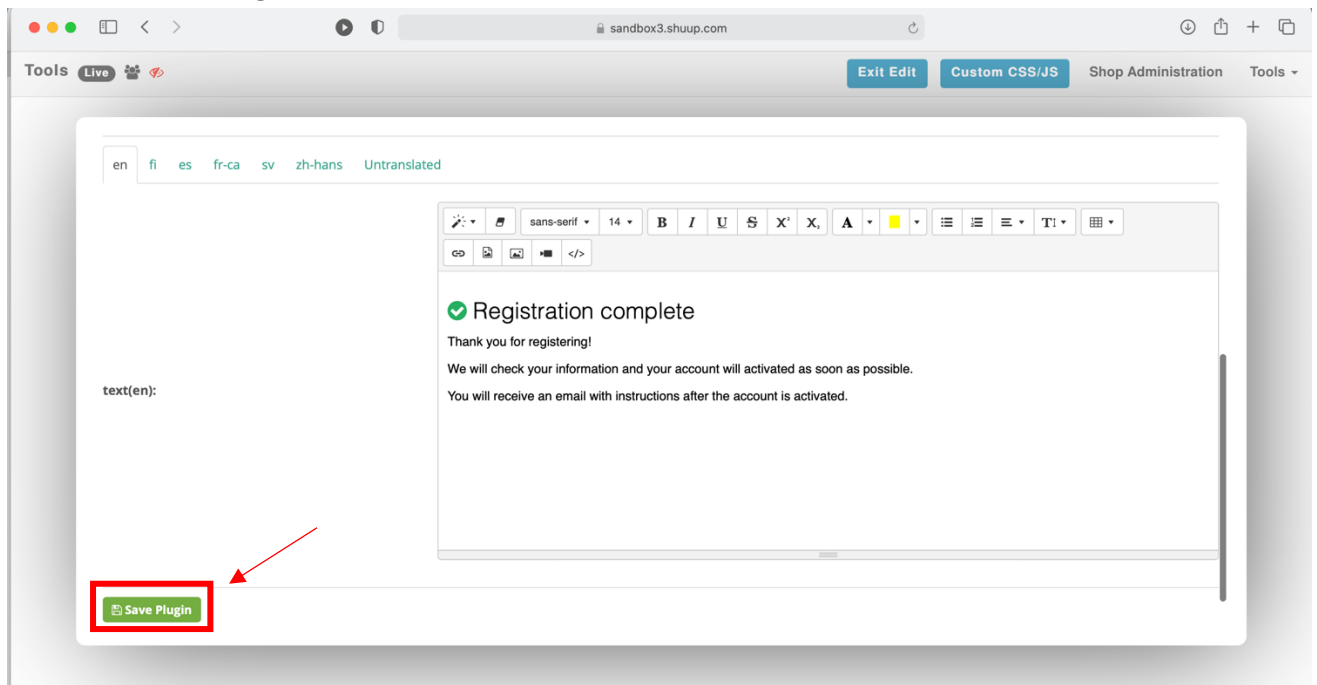 sandbox3.shuup.com
Tools Live Exit Edit Custom CSS/JS Shop Administration Tools
en fi es fr-ca sv zh-hans Untranslated
sans-serif 14 B I U S X² X, A T
</>
Registration complete
Thank you for registering!
We will check your information and your account will activated as soon as possible.
text(en):
You will receive an email with instructions after the account is activated.
Save Plugin